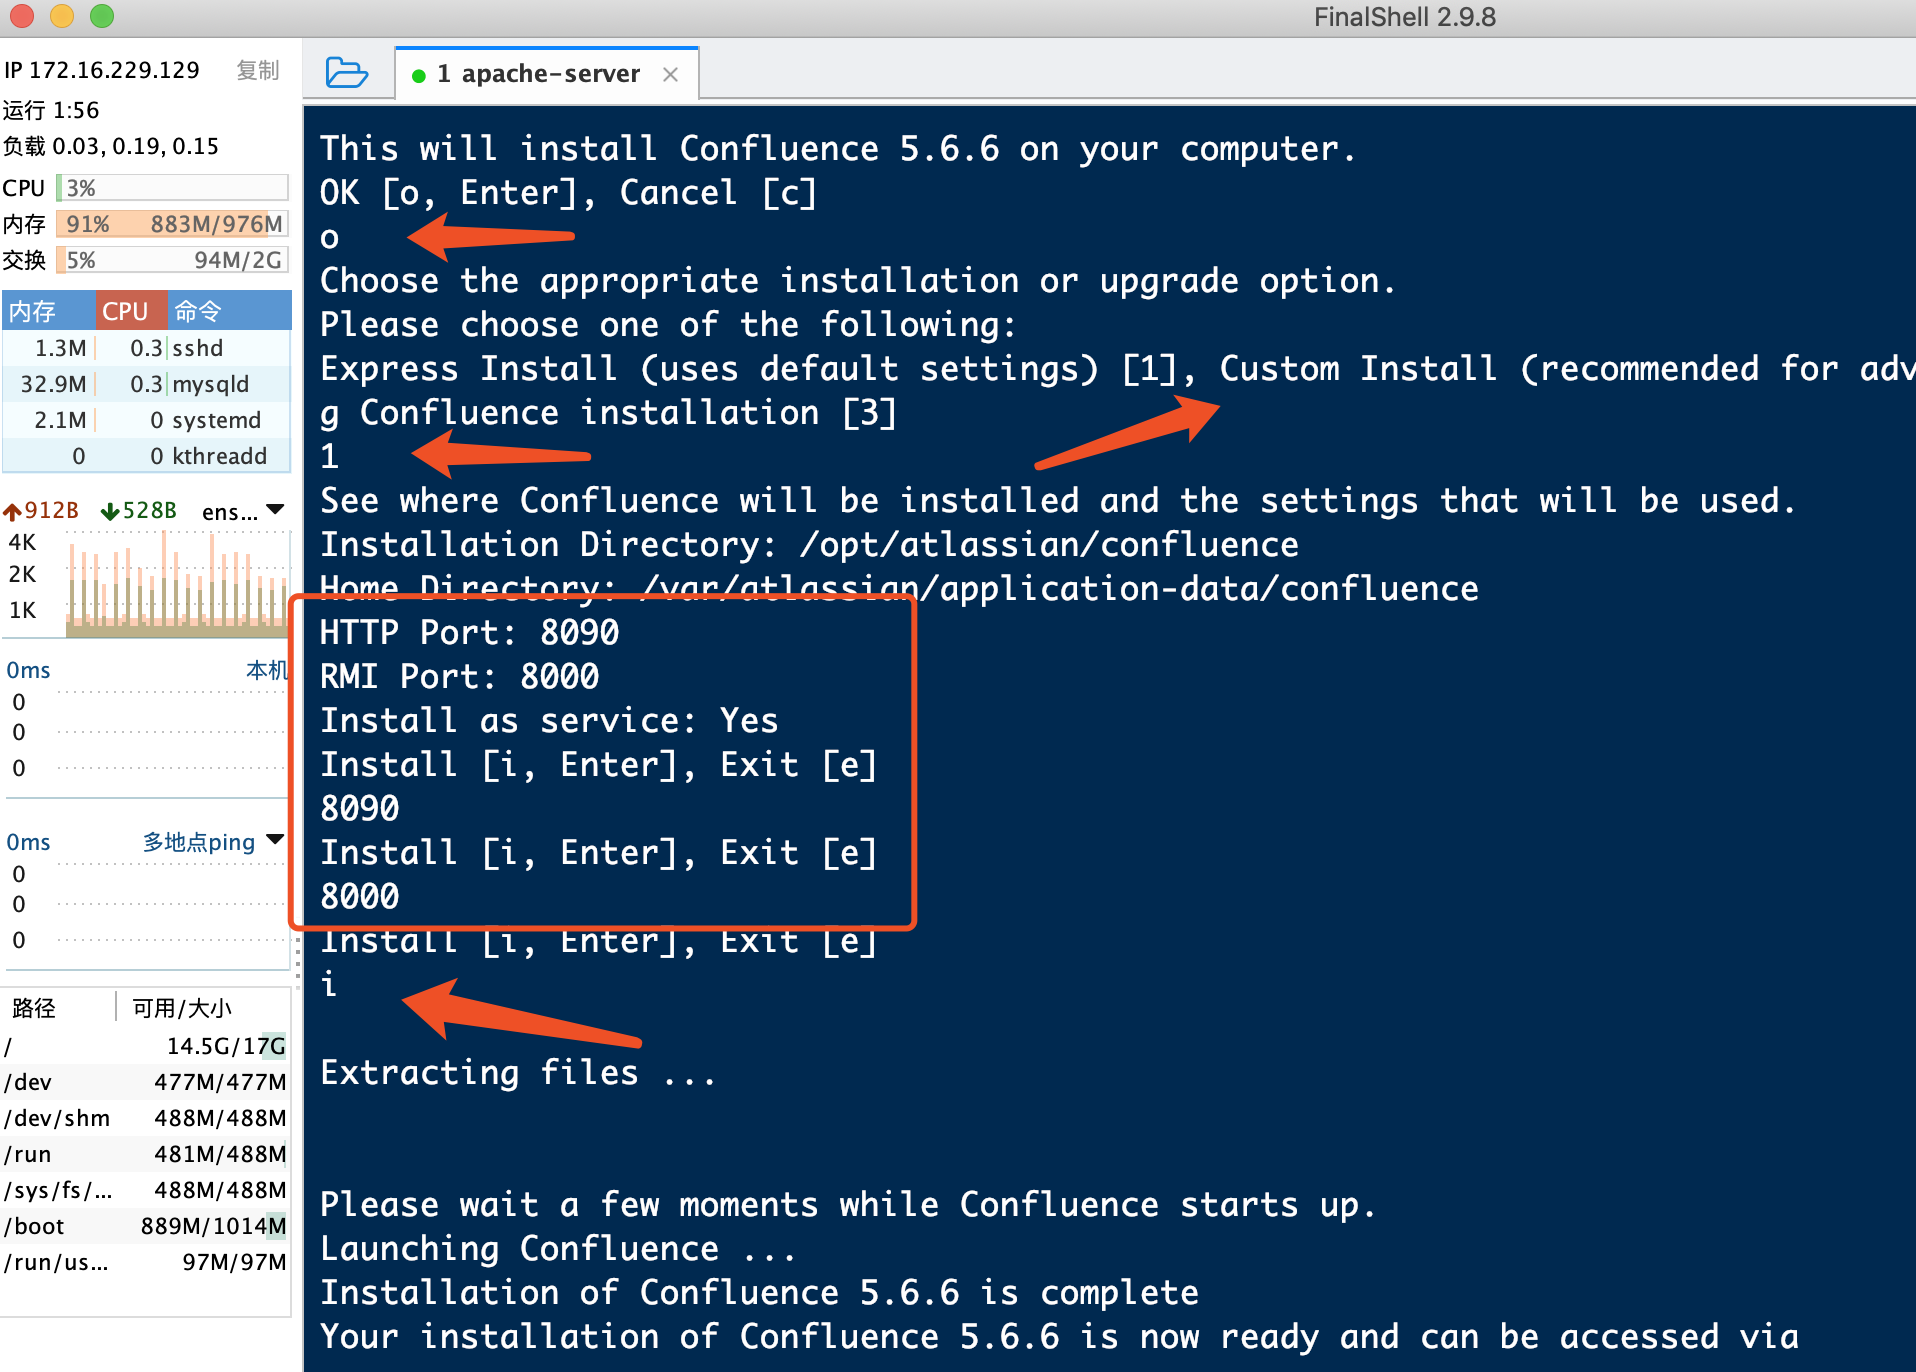 FinalShell 2.9.8
IP 172.16.229.129 复制
运行 1:56
负载 0.03, 0.19, 0.15
CPU 3%
内存 91% 883M/976M
交换 5% 94M/2G
内存 CPU 命令
1.3M 0.3 sshd
32.9M 0.3 mysqld
2.1M 0 systemd
0 0 kthreadd
912B 528B ens...
4K
2K
1K
0ms 本机
0
0
0
0ms 多地点ping
0
0
0
路径 可用/大小
/ 14.5G/17G
/dev 477M/477M
/dev/shm 488M/488M
/run 481M/488M
/sys/fs/... 488M/488M
/boot 889M/1014M
/run/us... 97M/97M
1 apache-server
This will install Confluence 5.6.6 on your computer.
OK [o, Enter], Cancel [c]
o
Choose the appropriate installation or upgrade option.
Please choose one of the following:
Express Install (uses default settings) [1], Custom Install (recommended for adv
g Confluence installation [3]
1
See where Confluence will be installed and the settings that will be used.
Installation Directory: /opt/atlassian/confluence
Home Directory: /var/atlassian/application-data/confluence
HTTP Port: 8090
RMI Port: 8000
Install as service: Yes
Install [i, Enter], Exit [e]
8090
Install [i, Enter], Exit [e]
8000
Install [i, Enter], Exit [e]
i
Extracting files ...
Please wait a few moments while Confluence starts up.
Launching Confluence ...
Installation of Confluence 5.6.6 is complete
Your installation of Confluence 5.6.6 is now ready and can be accessed via